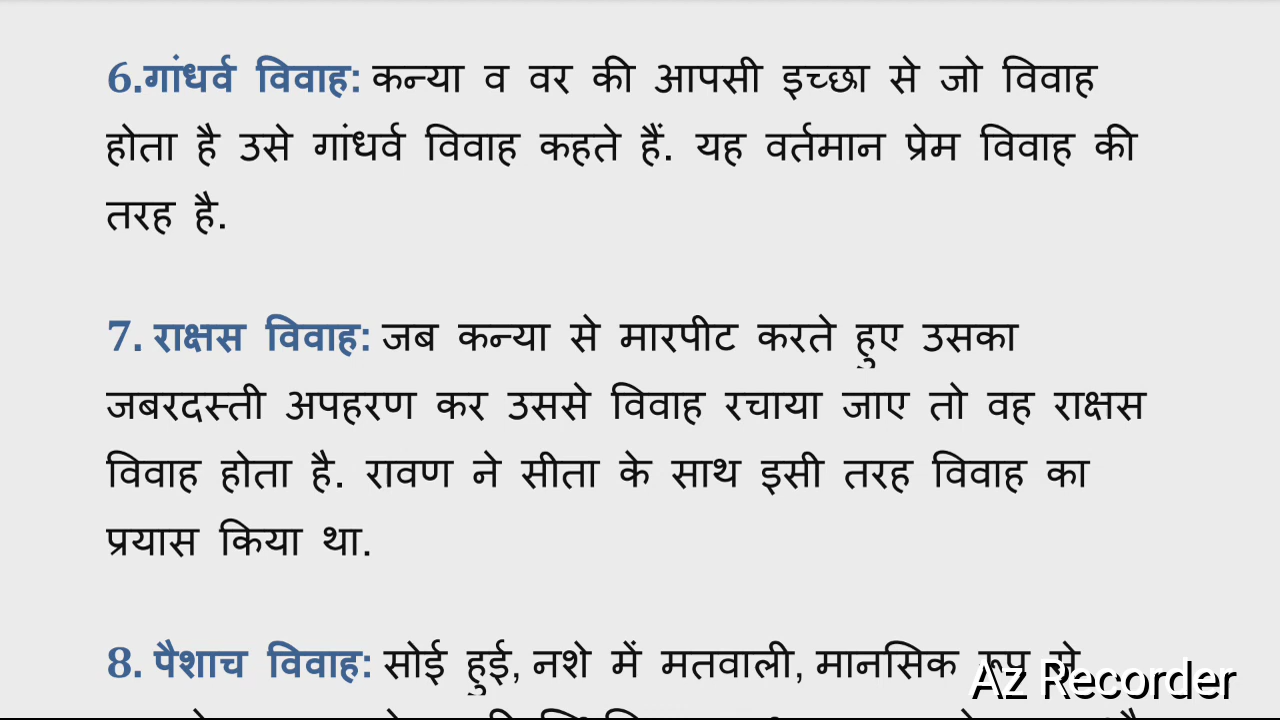 6.गांधर्व विवाह: कन्या व वर की आपसी इच्छा से जो विवाह
होता है उसे गांधर्व विवाह कहते हैं. यह वर्तमान प्रेम विवाह की
तरह है.
7. राक्षस विवाह: जब कन्या से मारपीट करते हुए उसका
जबरदस्ती अपहरण कर उससे विवाह रचाया जाए तो वह राक्षस
विवाह होता है. रावण ने सीता के साथ इसी तरह विवाह का
प्रयास किया था.
8. पैशाच विवाह: सोई हुई, नशे में मतवाली, मानसिक रूप से
Az Recorder